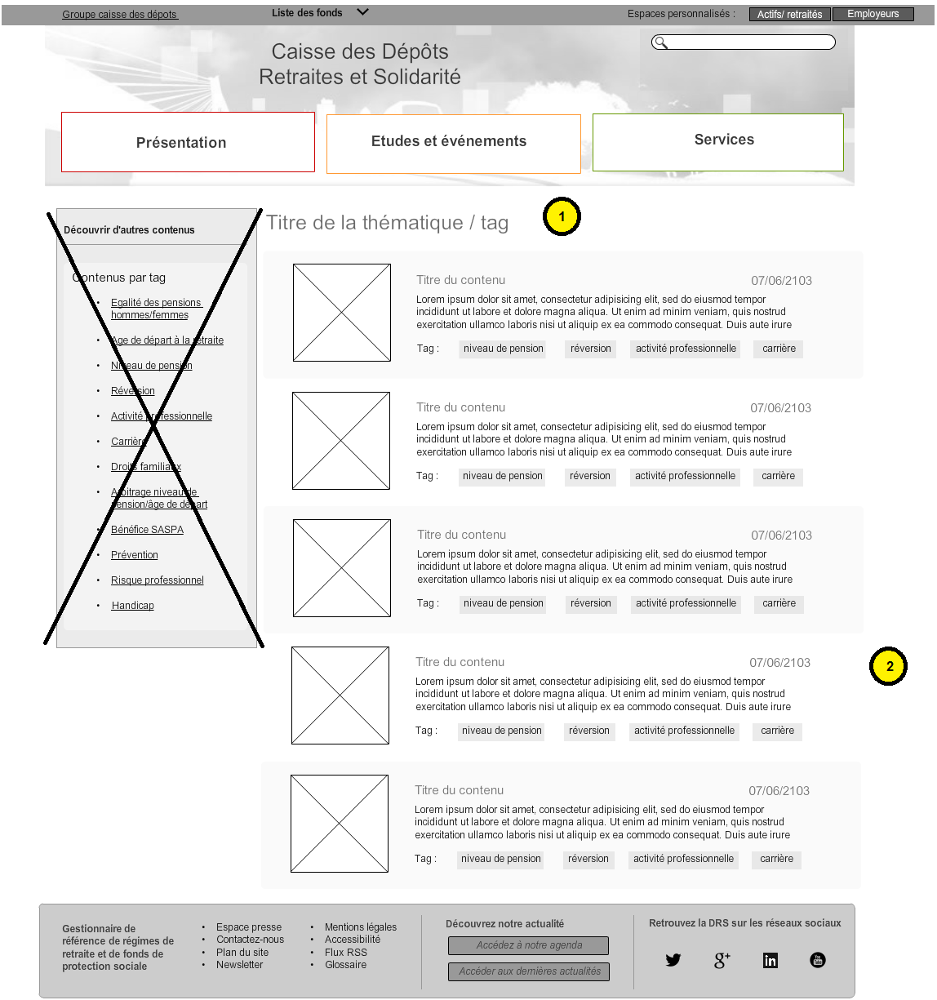 Groupe caisse des dépots
Liste des fonds
Espaces personnalisés :
Actifs/ retraités
Employeurs
Caisse des Dépôts
Retraites et Solidarité
Présentation
Etudes et événements
Services
Découvrir d'autres contenus
Contenus par tag
• Egalité des pensions
hommes/femmes
• Age de départ à la retraite
• Niveau de pension
• Réversion
• Activité professionnelle
• Carrière
• Droits familiaux
• Arbitrage niveau de
pension/âge de départ
• Bénéfice SASPA
• Prévention
• Risque professionnel
• Handicap
Titre de la thématique / tag
1
Titre du contenu 07/06/2103
Lorem ipsum dolor sit amet, consectetur adipisicing elit, sed do eiusmod tempor
incididunt ut labore et dolore magna aliqua. Ut enim ad minim veniam, quis nostrud
exercitation ullamco laboris nisi ut aliquip ex ea commodo consequat. Duis aute irure
Tag : niveau de pension réversion activité professionnelle carrière
Titre du contenu 07/06/2103
Lorem ipsum dolor sit amet, consectetur adipisicing elit, sed do eiusmod tempor
incididunt ut labore et dolore magna aliqua. Ut enim ad minim veniam, quis nostrud
exercitation ullamco laboris nisi ut aliquip ex ea commodo consequat. Duis aute irure
Tag : niveau de pension réversion activité professionnelle carrière
Titre du contenu 07/06/2103
Lorem ipsum dolor sit amet, consectetur adipisicing elit, sed do eiusmod tempor
incididunt ut labore et dolore magna aliqua. Ut enim ad minim veniam, quis nostrud
exercitation ullamco laboris nisi ut aliquip ex ea commodo consequat. Duis aute irure
Tag : niveau de pension réversion activité professionnelle carrière
Titre du contenu 07/06/2103
Lorem ipsum dolor sit amet, consectetur adipisicing elit, sed do eiusmod tempor
incididunt ut labore et dolore magna aliqua. Ut enim ad minim veniam, quis nostrud
exercitation ullamco laboris nisi ut aliquip ex ea commodo consequat. Duis aute irure
Tag : niveau de pension réversion activité professionnelle carrière
2
Titre du contenu 07/06/2103
Lorem ipsum dolor sit amet, consectetur adipisicing elit, sed do eiusmod tempor
incididunt ut labore et dolore magna aliqua. Ut enim ad minim veniam, quis nostrud
exercitation ullamco laboris nisi ut aliquip ex ea commodo consequat. Duis aute irure
Tag : niveau de pension réversion activité professionnelle carrière
Gestionnaire de
référence de régimes de
retraite et de fonds de
protection sociale
• Espace presse
• Contactez-nous
• Plan du site
• Newsletter
• Mentions légales
• Accessibilité
• Flux RSS
• Glossaire
Découvrez notre actualité
Accédez à notre agenda
Accéder aux dernières actualités
Retrouvez la DRS sur les réseaux sociaux
g+
in
You
Tube